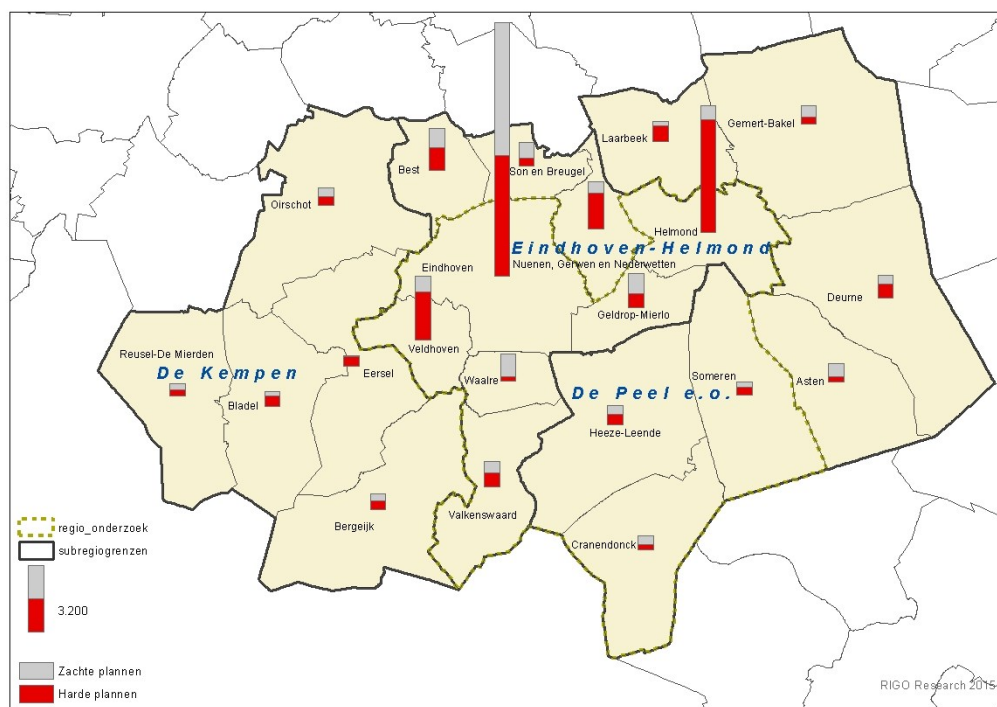 Laarbeek
Gemert-Bakel
Best
Son en Breugel
Oirschot
Helmond
Eindhoven-Helmond
Nuenen, Gerwen en Nederwetten
Eindhoven
Deurne
Geldrop-Mierlo
Veldhoven
Reusel-De Mierden
De Kempen
Eersel
Waalre
Someren
Asten
De Peel e.o.
Bladel
Heeze-Leende
Valkenswaard
Bergeijk
Cranendonck
regio_onderzoek
subregiogrenzen
3.200
Zachte plannen
Harde plannen
RIGO Research 2015